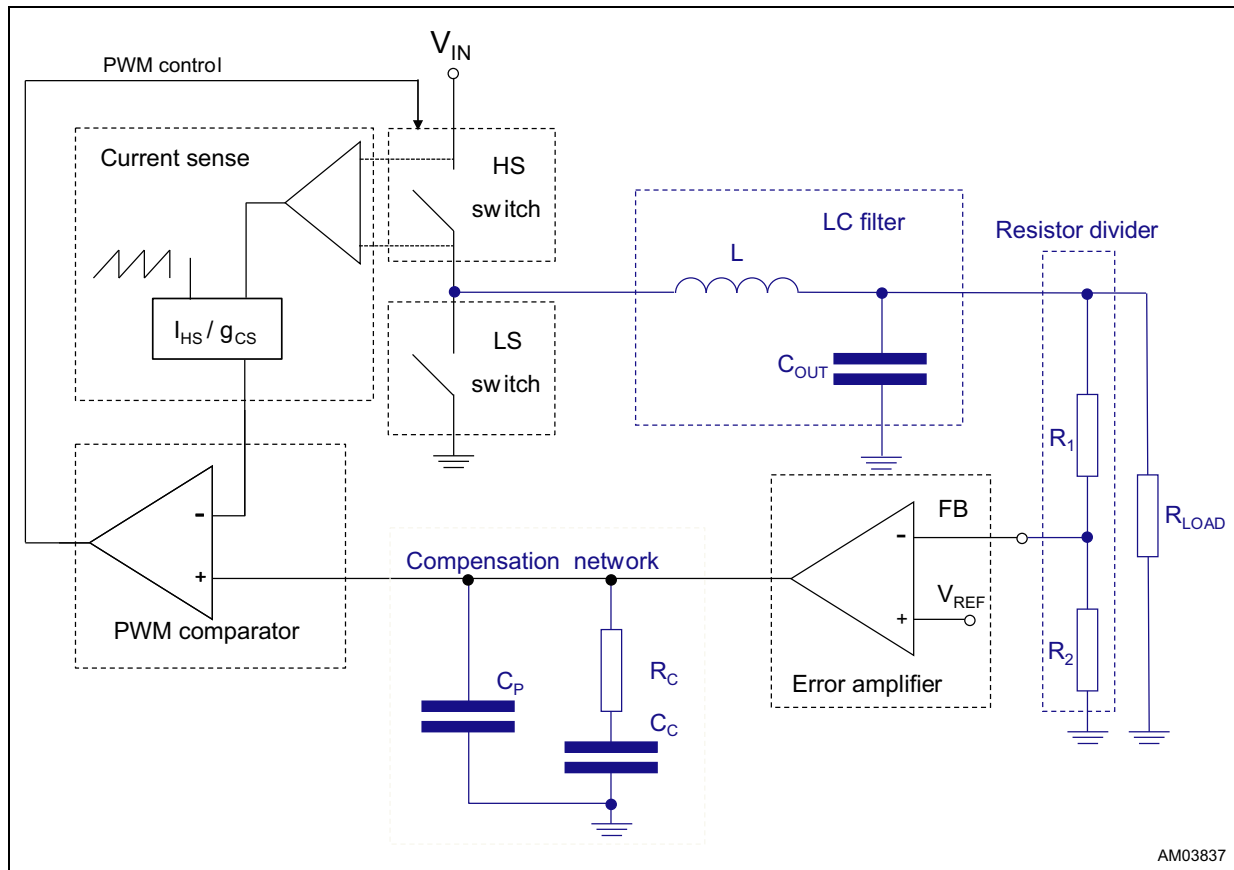 V_IN
PWM control
Current sense
HS
switch
LC filter
Resistor divider
L
I_HS / g_CS
LS
switch
C_OUT
R_1
-
+
PWM comparator
Compensation network
FB
-
V_REF
+
R_LOAD
C_P
R_C
C_C
R_2
Error amplifier
AM03837